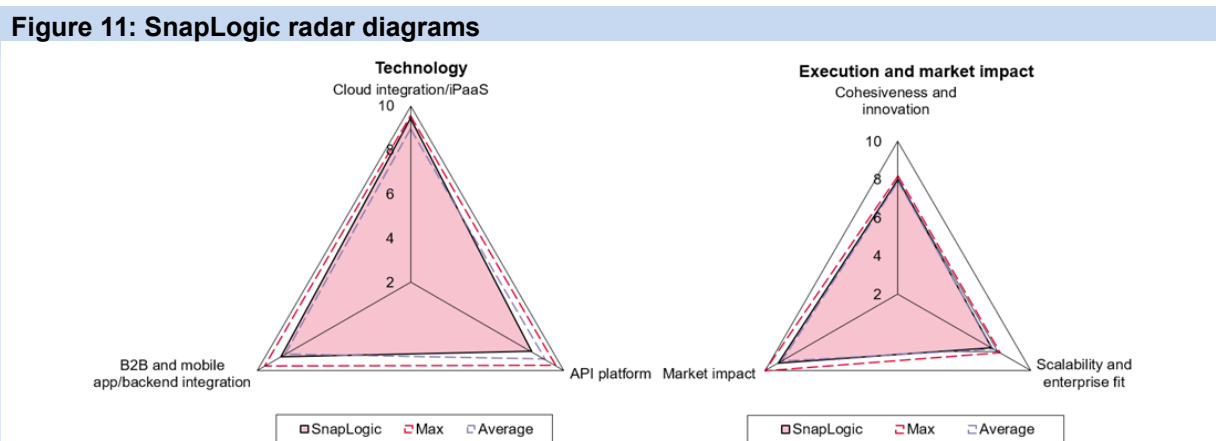 Figure 11: SnapLogic radar diagrams
Technology
Cloud integration/iPaaS
10
8
6
4
2
B2B and mobile
app/backend integration
API platform
SnapLogic Max Average
Execution and market impact
Cohesiveness and
innovation
10
8
6
4
2
Market impact
Scalability and
enterprise fit
SnapLogic Max Average